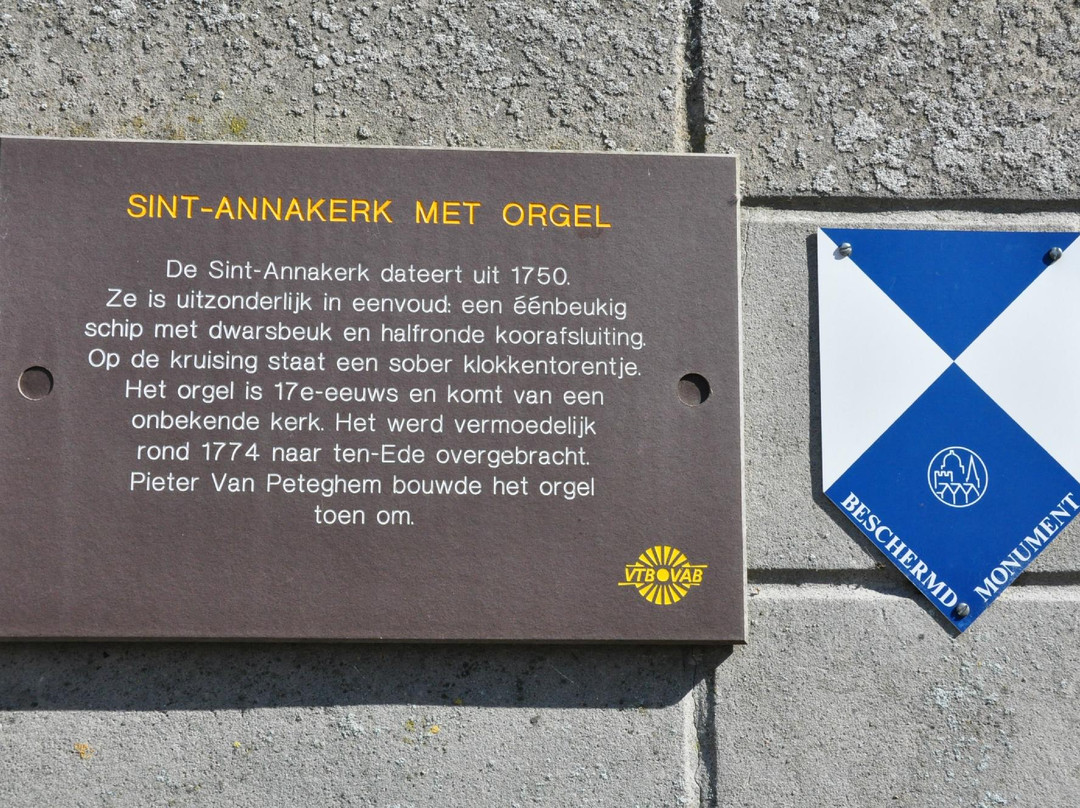 SINT-ANNAKERK MET ORGEL
De Sint-Annakerk dateert uit 1750.
Ze is uitzonderlijk in eenvoud: een éénbeukig
schip met dwarsbeuk en halfronde koorafsluiting.
Op de kruising staat een sober klokkentorentje.
Het orgel is 17e-eeuws en komt van een
onbekende kerk. Het werd vermoedelijk
rond 1774 naar ten-Ede overgebracht.
Pieter Van Peteghem bouwde het orgel
toen om.
VTB VAB
BESCHERMD
MONUMENT